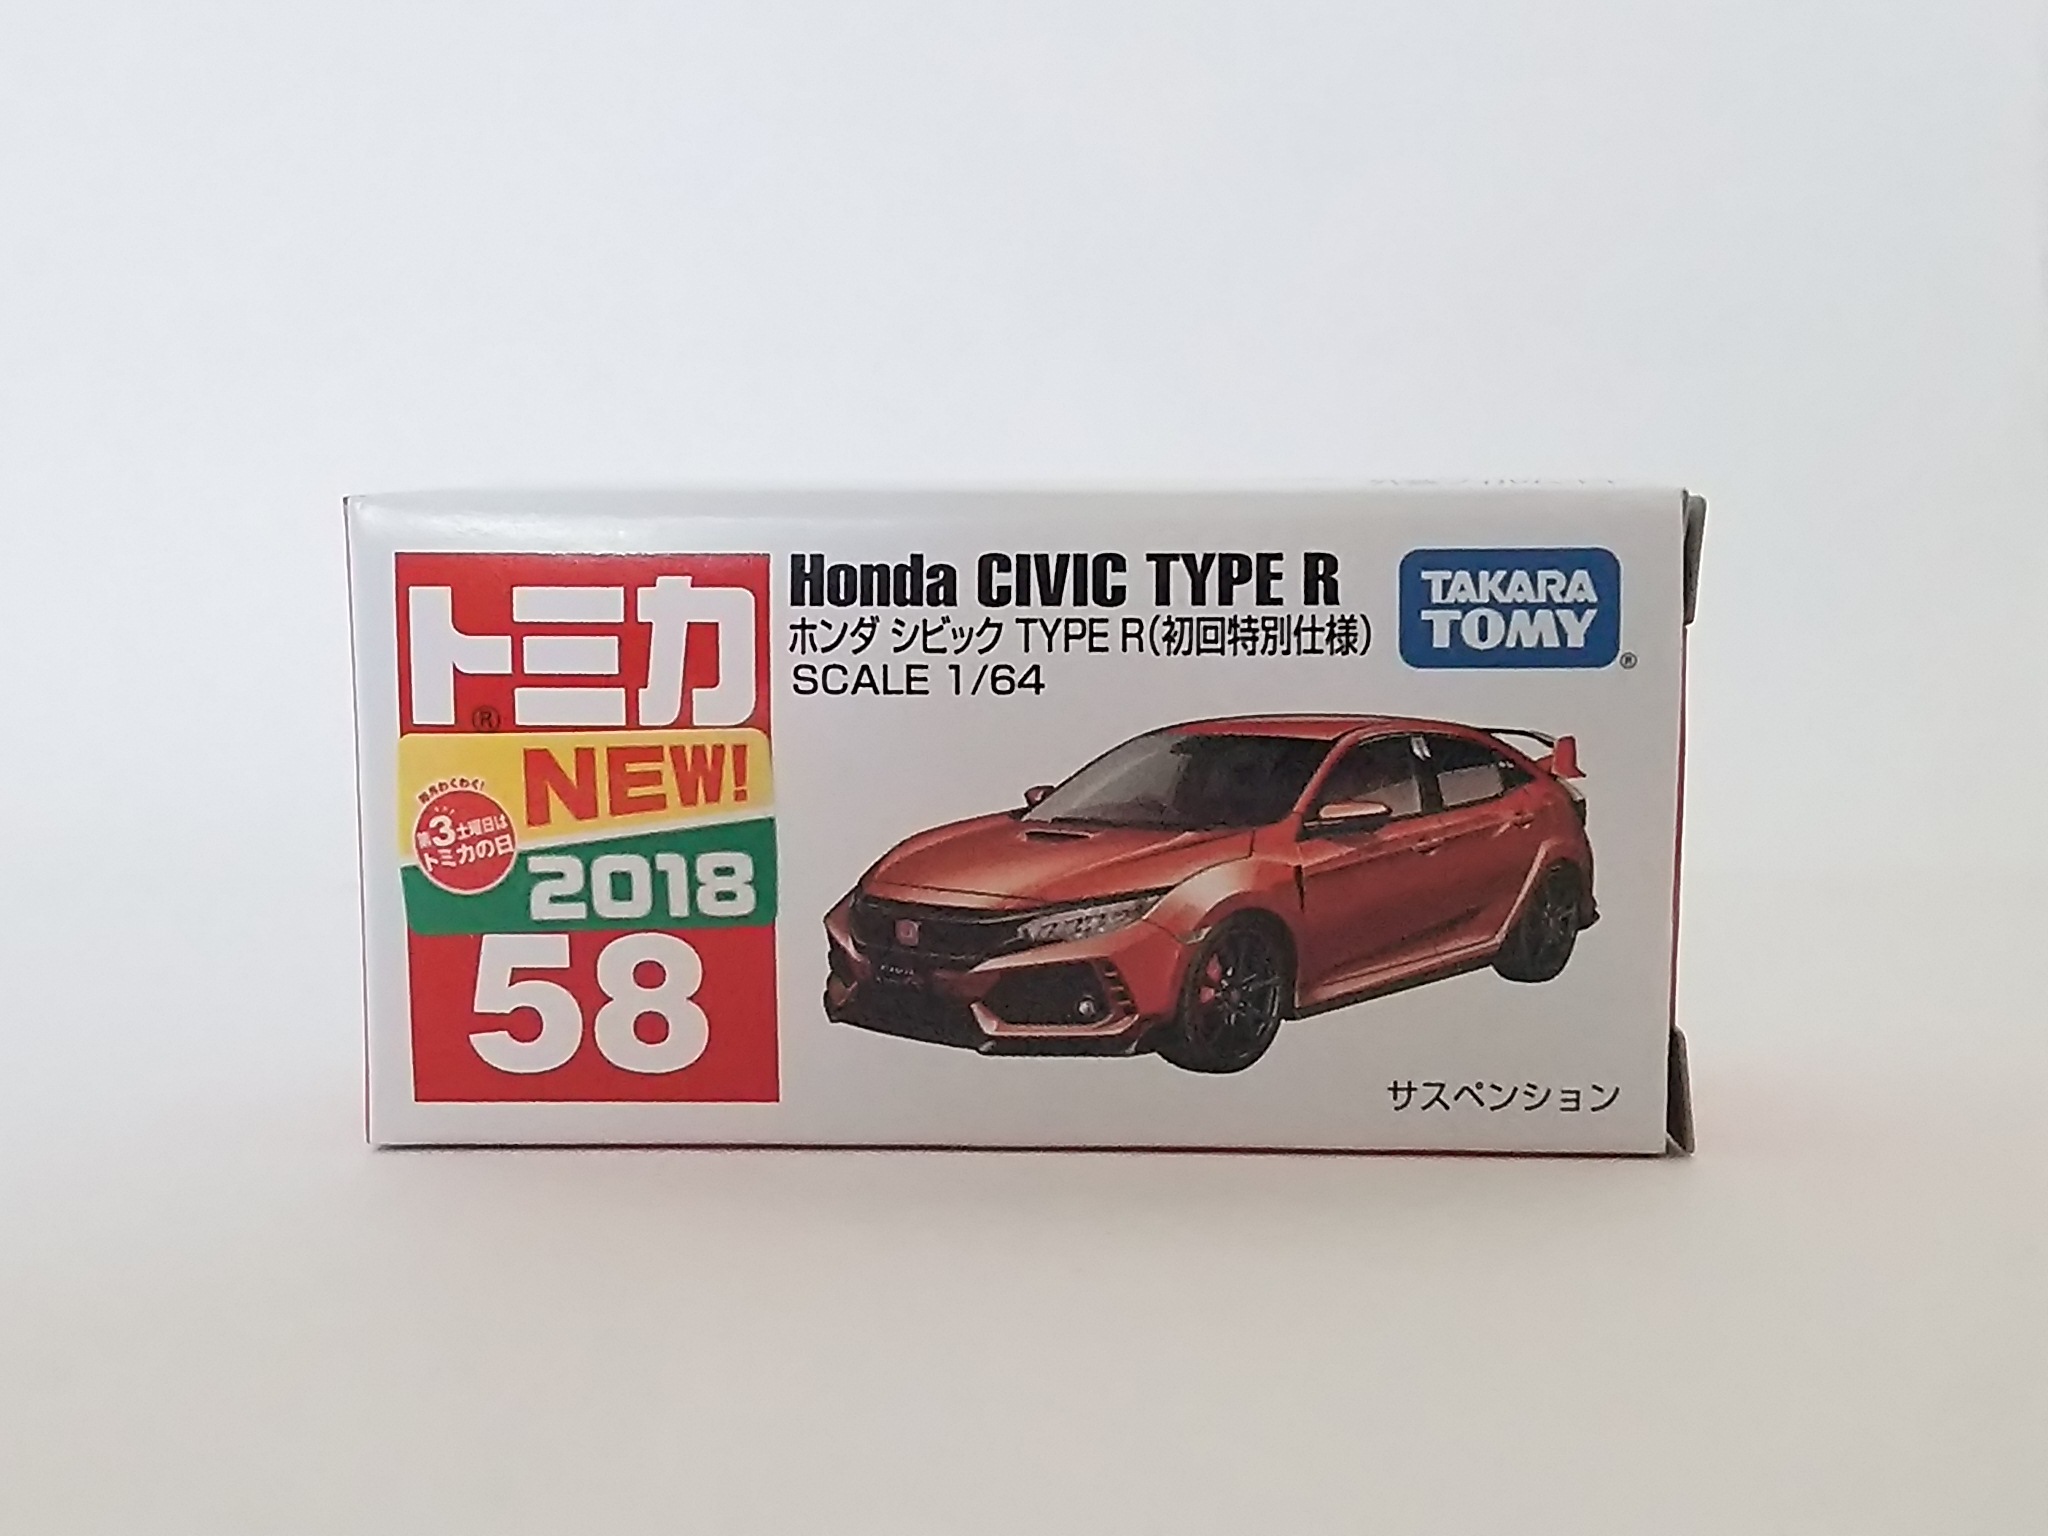 トミカ
®
NEW!
毎月わくわく!
第3土曜日は
トミカの日
2018
58
Honda CIVIC TYPE R
ホンダ シビック TYPE R(初回特別仕様)
SCALE 1/64
TAKARA
TOMY
®
サスペンション